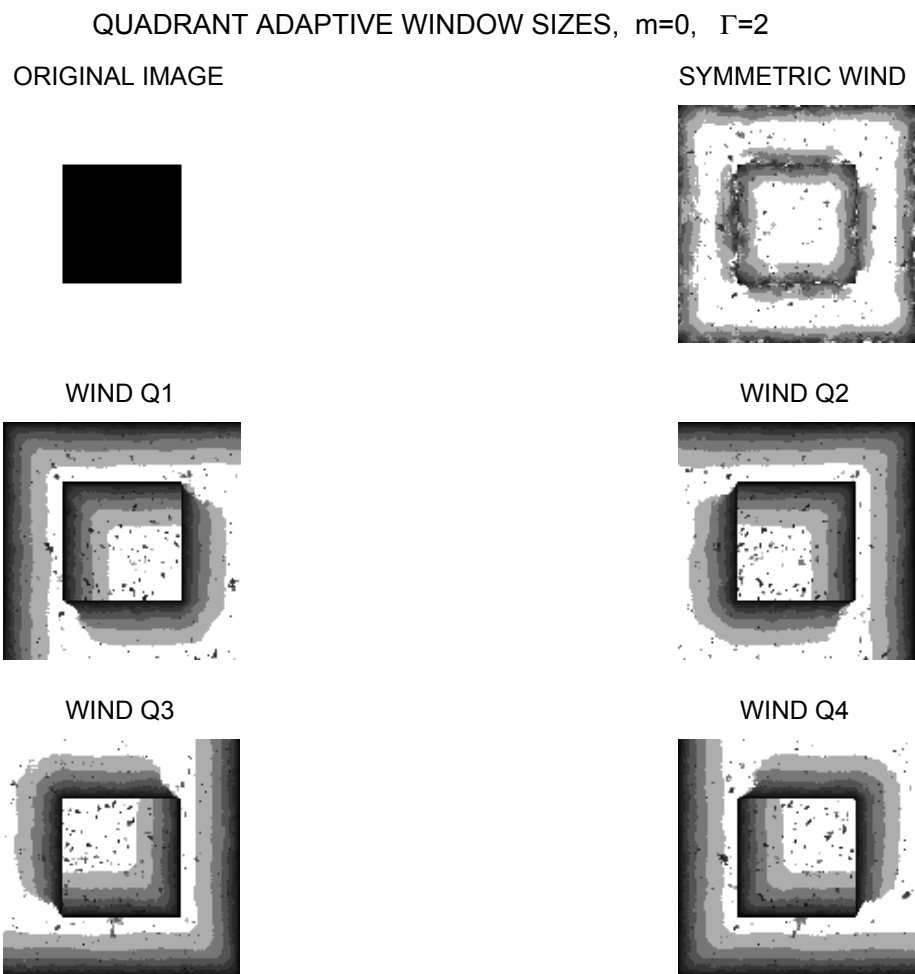 QUADRANT ADAPTIVE WINDOW SIZES, m=0, Γ=2
ORIGINAL IMAGE
SYMMETRIC WIND
WIND Q1
WIND Q2
WIND Q3
WIND Q4